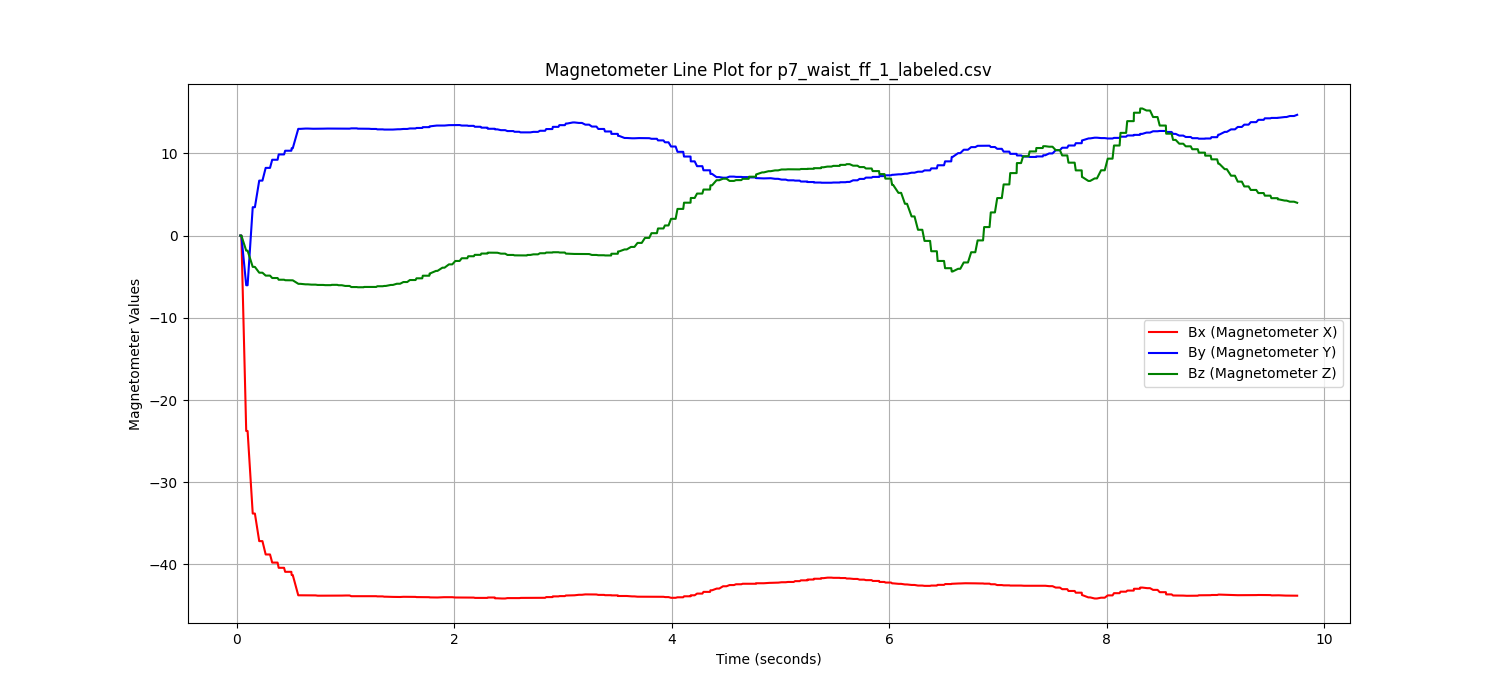 Magnetometer Line Plot for p7_waist_ff_1_labeled.csv
Magnetometer Values
10
0
−10
−20
−30
−40
Bx (Magnetometer X)
By (Magnetometer Y)
Bz (Magnetometer Z)
0 2 4 6 8 10
Time (seconds)